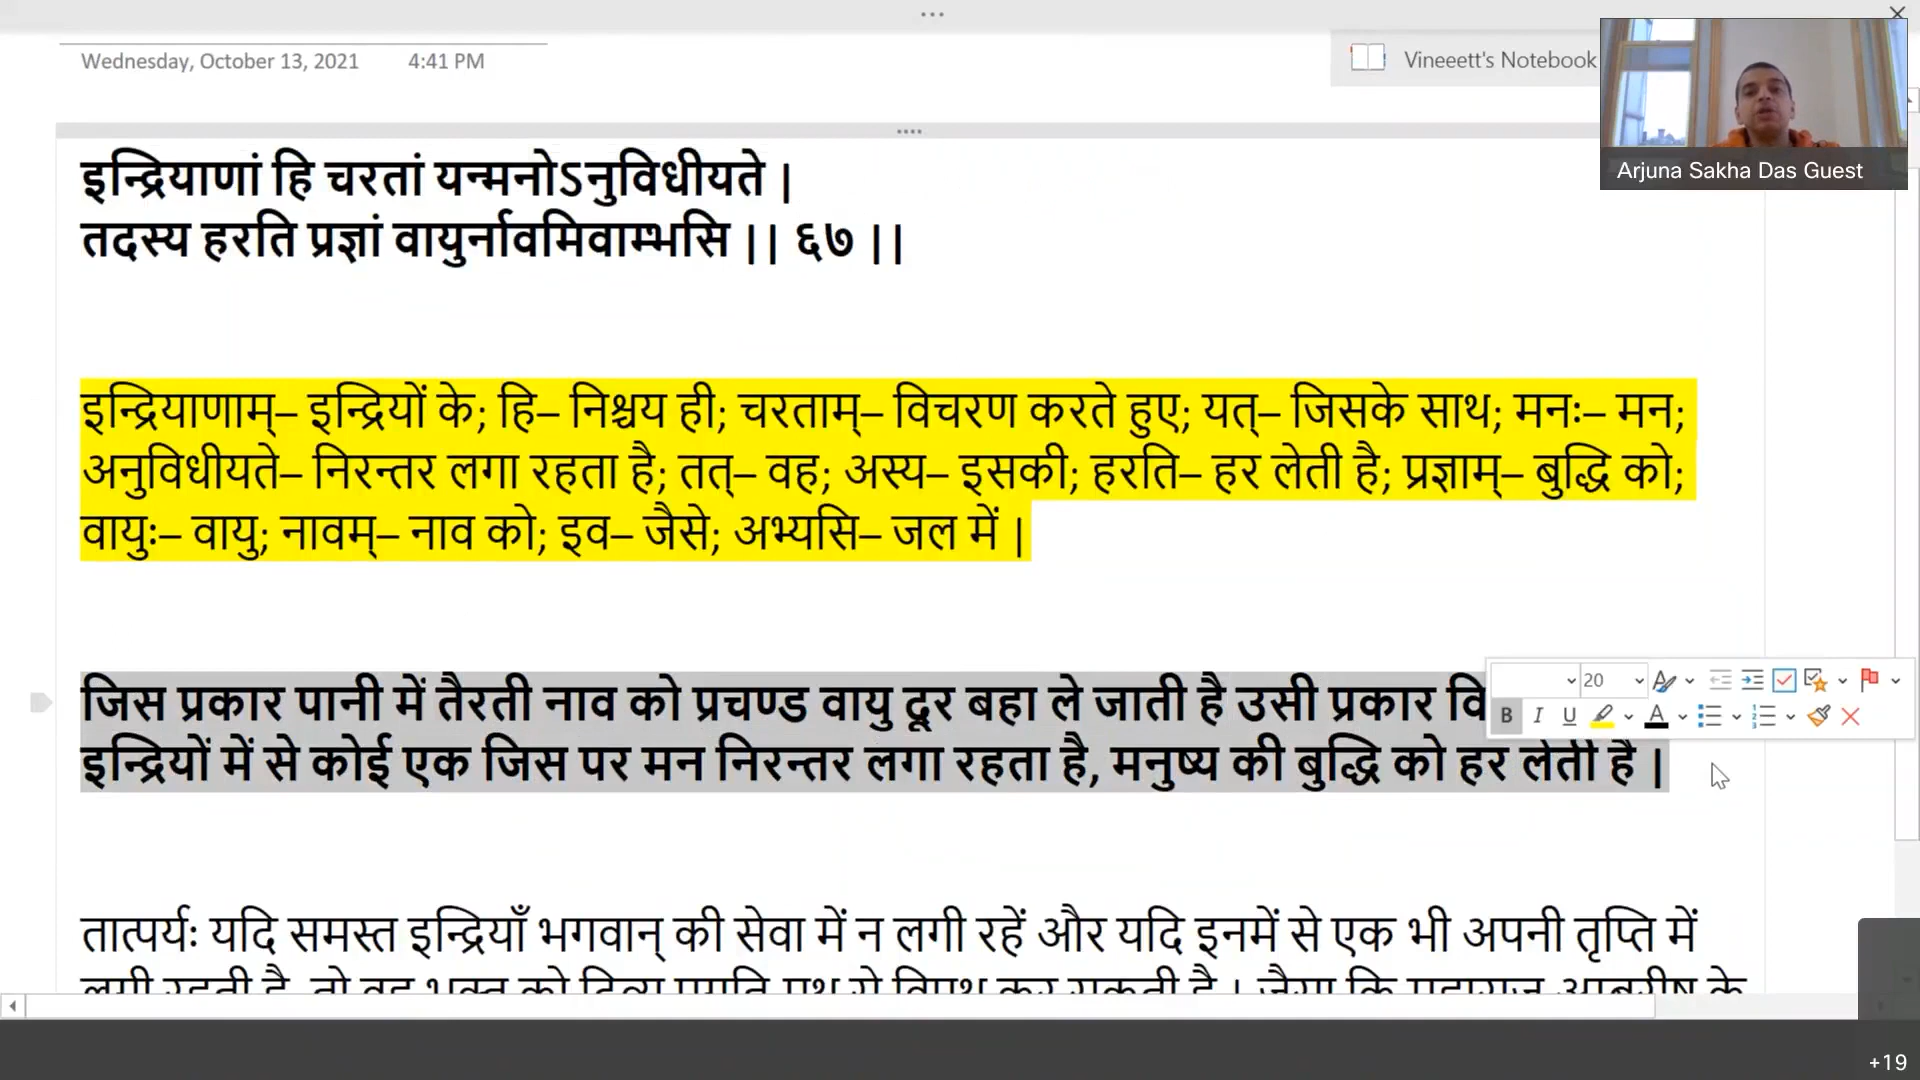 Wednesday, October 13, 2021 4:41 PM
Vineeett's Notebook
Arjuna Sakha Das Guest
इन्द्रियाणां हि चरतां यन्मनोऽनुविधीयते |
तदस्य हरति प्रज्ञां वायुर्नावमिवाम्भसि || ६७ ||
इन्द्रियाणाम्– इन्द्रियों के; हि– निश्चय ही; चरताम्– विचरण करते हुए; यत्– जिसके साथ; मनः– मन;
अनुविधीयते– निरन्तर लगा रहता है; तत्– वह; अस्य– इसकी; हरति– हर लेती है; प्रज्ञाम्– बुद्धि को;
वायुः– वायु; नावम्– नाव को; इव– जैसे; अभ्यसि– जल में |
जिस प्रकार पानी में तैरती नाव को प्रचण्ड वायु दूर बहा ले जाती है उसी प्रकार
20
B I U A
इन्द्रियों में से कोई एक जिस पर मन निरन्तर लगा रहता है, मनुष्य की बुद्धि को हर लेती है |
तात्पर्यः यदि समस्त इन्द्रियाँ भगवान् की सेवा में न लगी रहें और यदि इनमें से एक भी अपनी तृप्ति में
+19